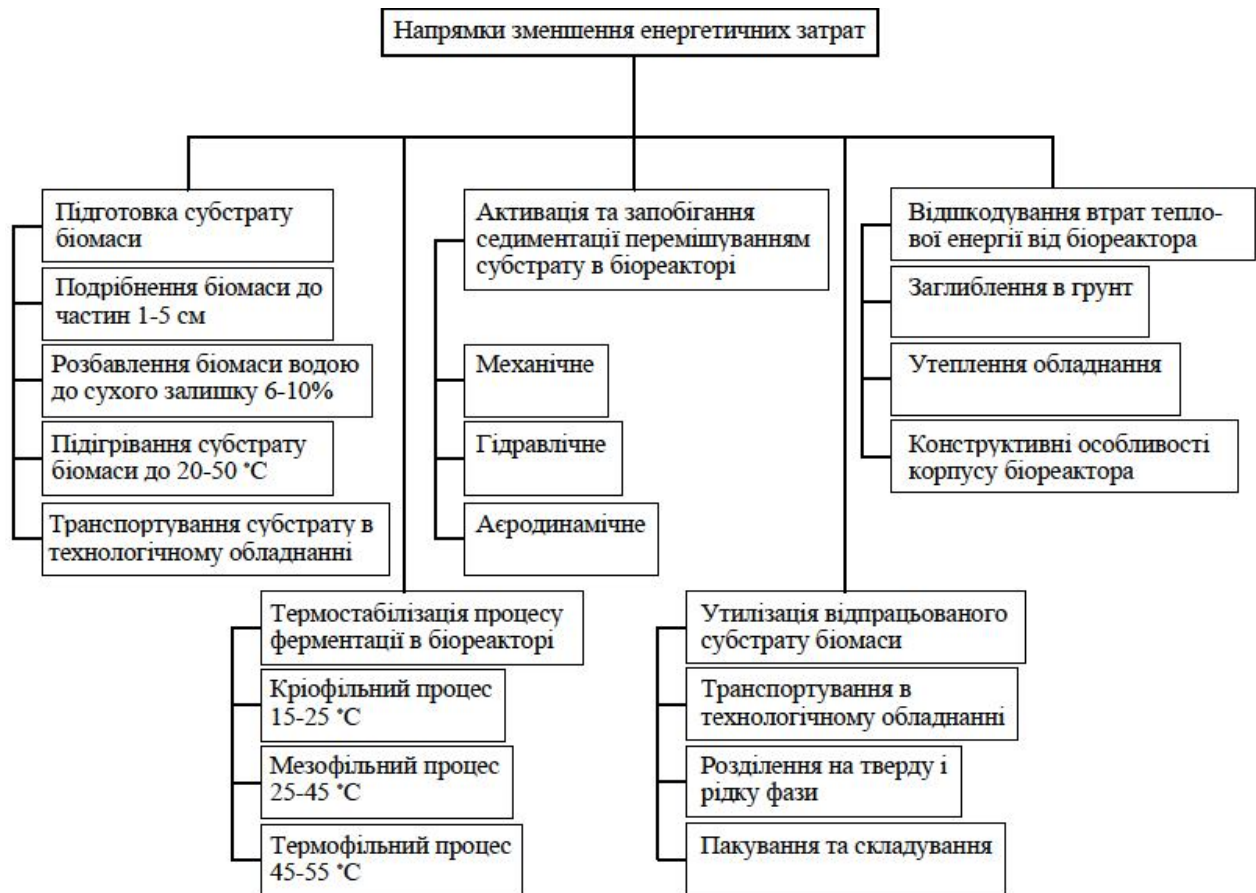 Напрямки зменшення енергетичних затрат
Підготовка субстрату
біомаси
Подрібнення біомаси до
частин 1-5 см
Розбавлення біомаси водою
до сухого залишку 6-10%
Підігрівання субстрату
біомаси до 20-50 °С
Транспортування субстрату в
технологічному обладнанні
Термостабілізація процесу
ферментації в біореакторі
Кріофільний процес
15-25 °С
Мезофільний процес
25-45 °С
Термофільний процес
45-55 °С
Активація та запобігання
седиментації перемішуванням
субстрату в біореакторі
Механічне
Гідравлічне
Аєродинамічне
Утилізація відпрацьованого
субстрату біомаси
Транспортування в
технологічному обладнанні
Розділення на тверду і
рідку фази
Пакування та складування
Відшкодування втрат тепло-
вої енергії від біореактора
Заглиблення в грунт
Утеплення обладнання
Конструктивні особливості
корпусу біореактора